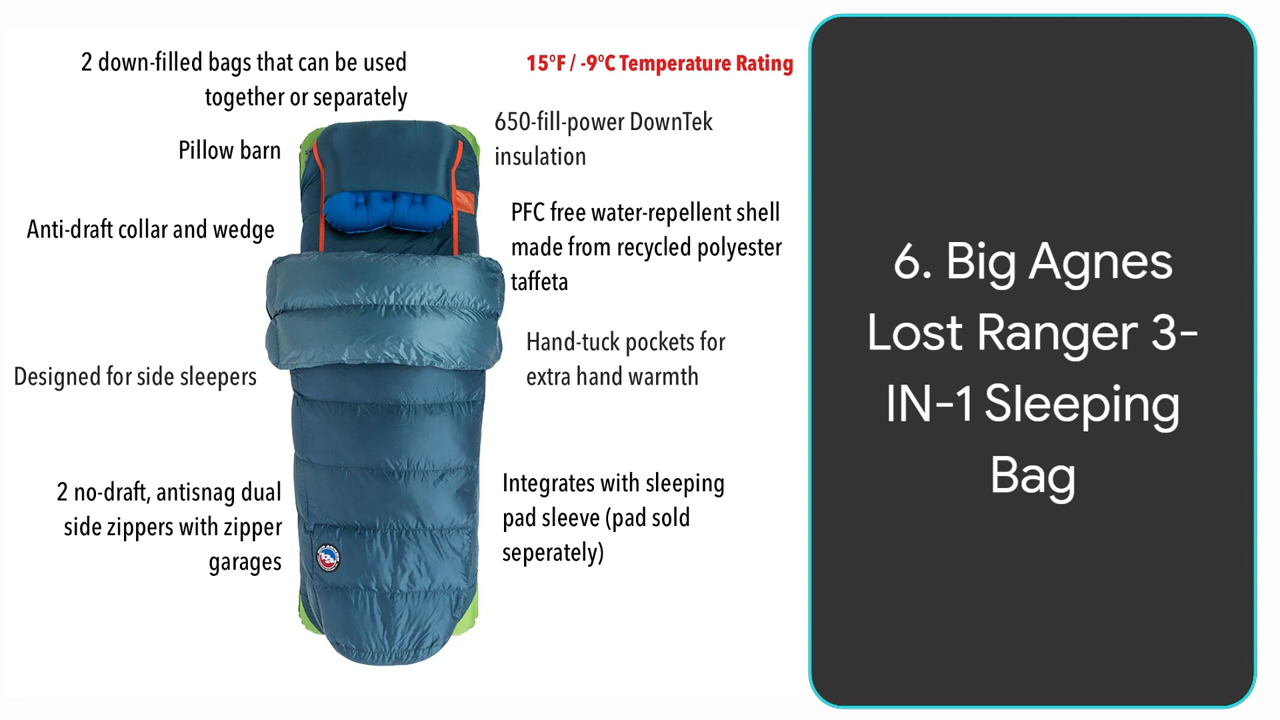 2 down-filled bags that can be used
together or separately
15°F / -9°C Temperature Rating
Pillow barn
650-fill-power DownTek
insulation
Anti-draft collar and wedge
PFC free water-repellent shell
made from recycled polyester
taffeta
Designed for side sleepers
Hand-tuck pockets for
extra hand warmth
2 no-draft, antisnag dual
side zippers with zipper
garages
Integrates with sleeping
pad sleeve (pad sold
seperately)
6. Big Agnes
Lost Ranger 3-
IN-1 Sleeping
Bag